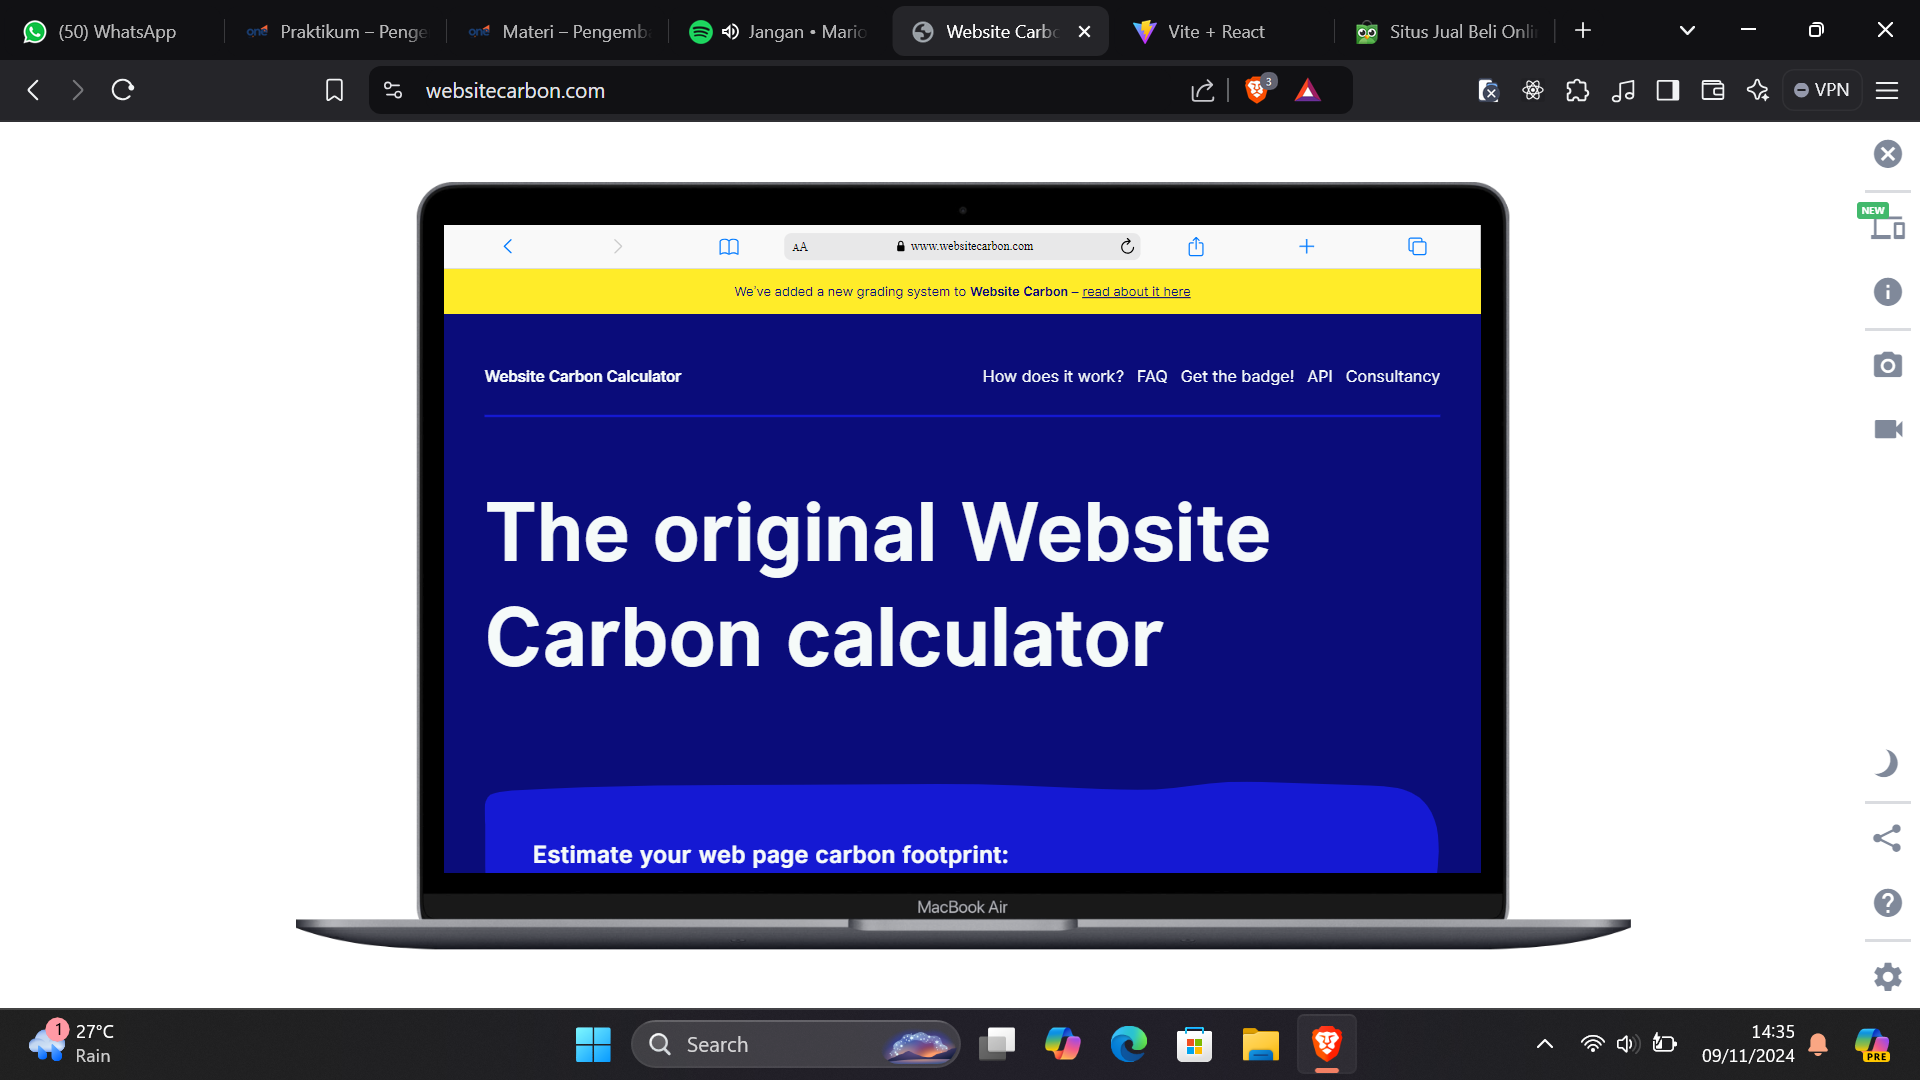 (50) WhatsApp
Praktikum – Penge
Materi – Pengemb
Jangan • Mario
Website Carbo
Vite + React
Situs Jual Beli Onli
websitecarbon.com
3
VPN
NEW
AA
www.websitecarbon.com
We've added a new grading system to Website Carbon – read about it here
Website Carbon Calculator
How does it work?
FAQ
Get the badge!
API
Consultancy
The original Website
Carbon calculator
Estimate your web page carbon footprint:
MacBook Air
1
27°C
Rain
Search
14:35
09/11/2024
PRE